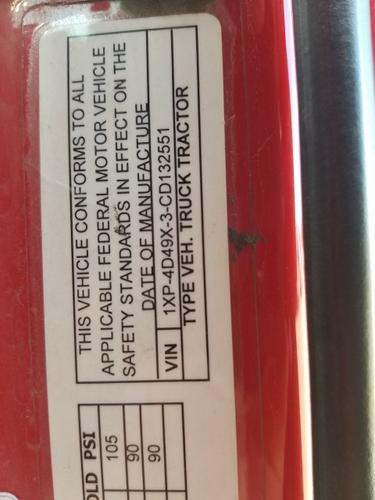 THIS VEHICLE CONFORMS TO ALL
APPLICABLE FEDERAL MOTOR VEHICLE
SAFETY STANDARDS IN EFFECT ON THE
DATE OF MANUFACTURE
VIN 1XP-4D49X-3-CD132551
TYPE VEH. TRUCK TRACTOR
OLD PSI
105
90
90